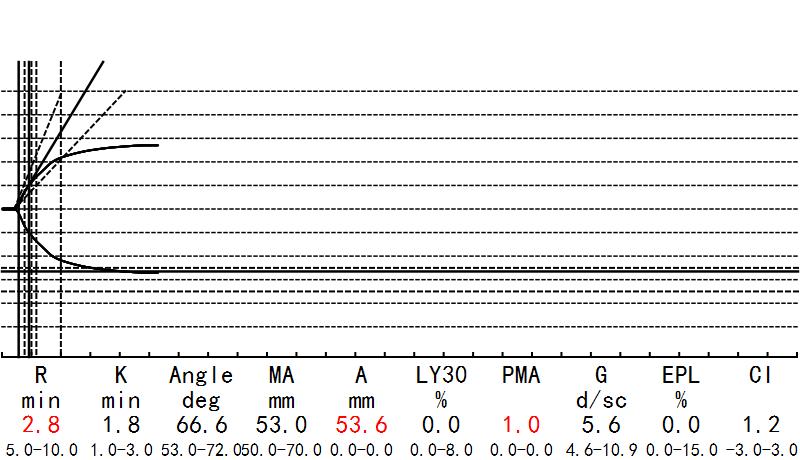 R K Angle MA A LY30 PMA G EPL CI
min min deg mm mm % d/sc %
2.8 1.8 66.6 53.0 53.6 0.0 1.0 5.6 0.0 1.2
5.0-10.0 1.0-3.0 53.0-72.0 50.0-70.0 0.0-0.0 0.0-8.0 0.0-0.0 4.6-10.9 0.0-15.0 -3.0-3.0